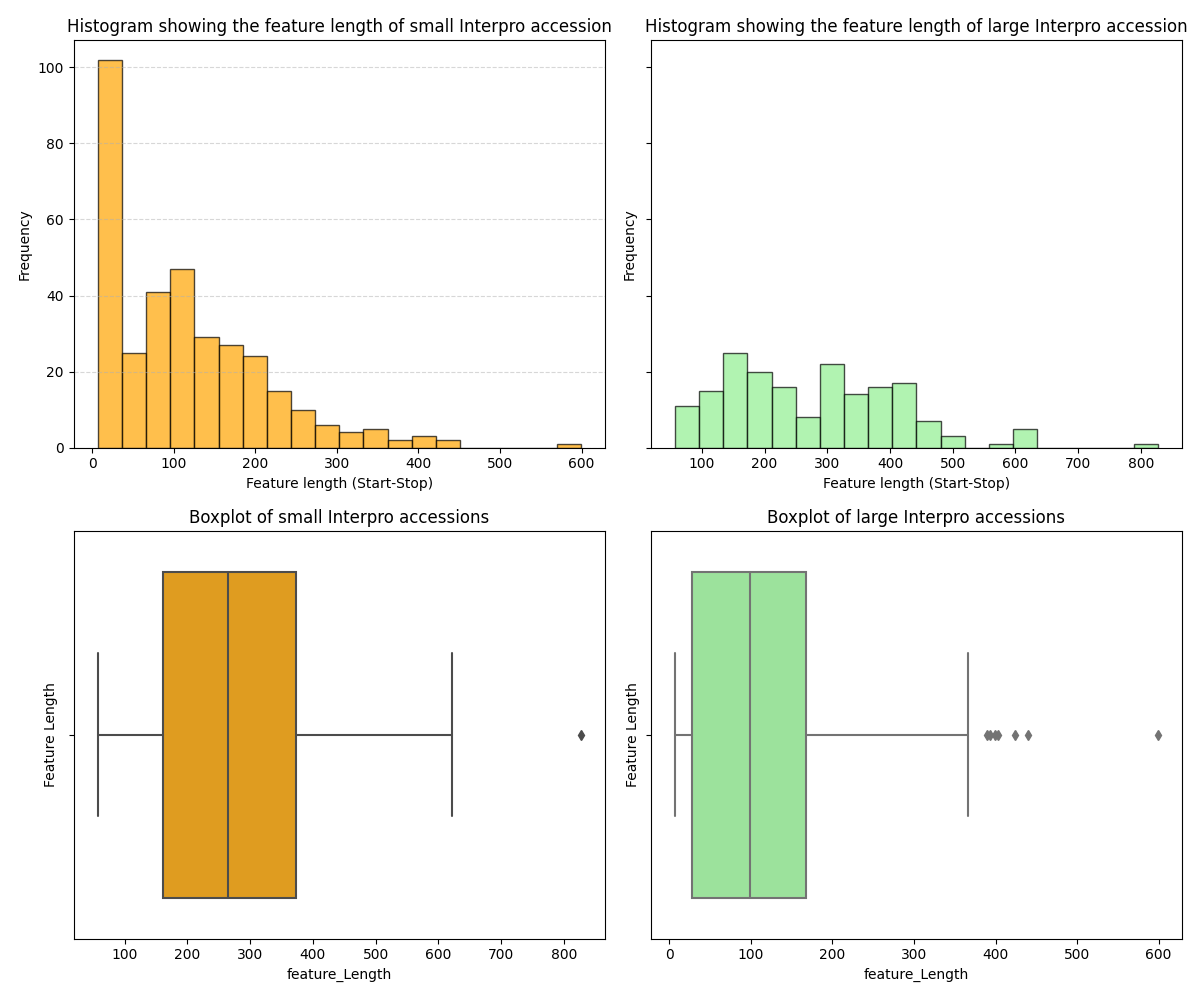 Histogram showing the feature length of small Interpro accession
Frequency
100
80
60
40
20
0
0 100 200 300 400 500 600
Feature length (Start-Stop)
Histogram showing the feature length of large Interpro accession
Frequency
100 200 300 400 500 600 700 800
Feature length (Start-Stop)
Boxplot of small Interpro accessions
Feature Length
100 200 300 400 500 600 700 800
feature_Length
Boxplot of large Interpro accessions
Feature Length
0 100 200 300 400 500 600
feature_Length